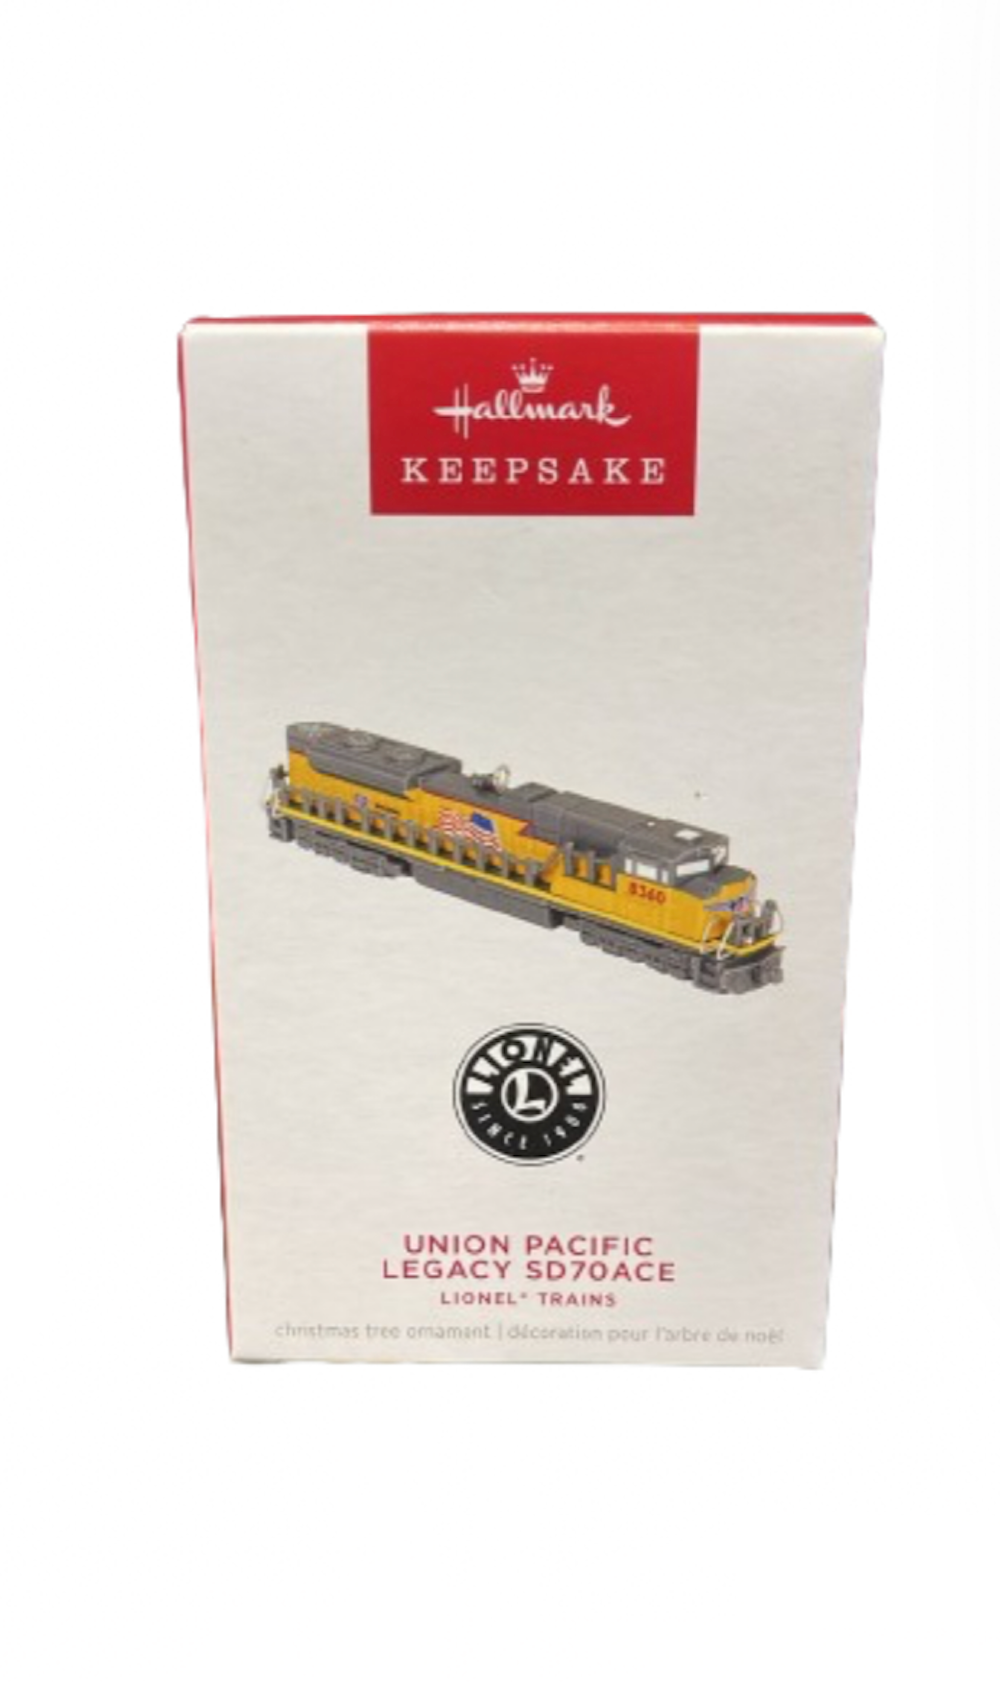 Hallmark
KEEPSAKE
8360
LIONEL
L
SINCE 1900
UNION PACIFIC
LEGACY SD70ACE
LIONEL® TRAINS
christmas tree ornament | décoration pour l'arbre de noël